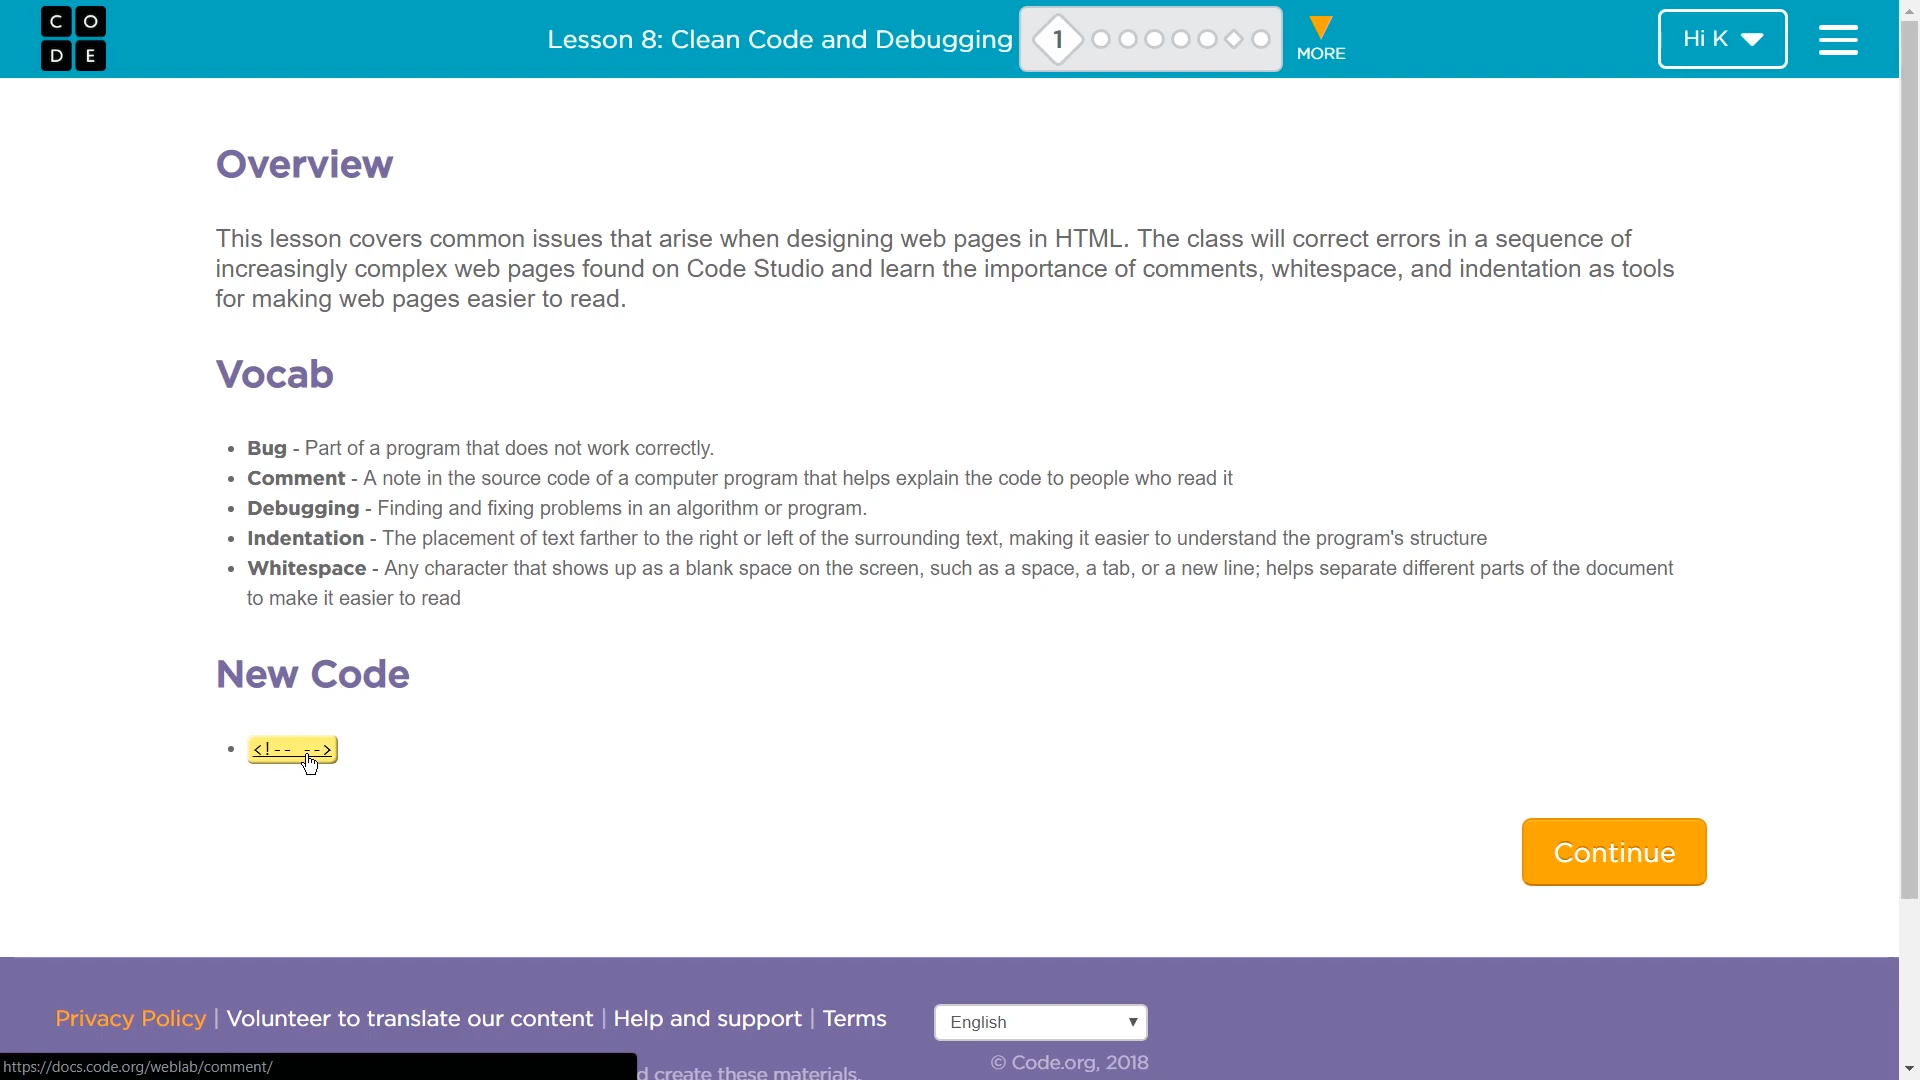 C O
D E
Lesson 8: Clean Code and Debugging
1
MORE
Hi K
Overview
This lesson covers common issues that arise when designing web pages in HTML. The class will correct errors in a sequence of
increasingly complex web pages found on Code Studio and learn the importance of comments, whitespace, and indentation as tools
for making web pages easier to read.
Vocab
• Bug - Part of a program that does not work correctly.
• Comment - A note in the source code of a computer program that helps explain the code to people who read it
• Debugging - Finding and fixing problems in an algorithm or program.
• Indentation - The placement of text farther to the right or left of the surrounding text, making it easier to understand the program's structure
• Whitespace - Any character that shows up as a blank space on the screen, such as a space, a tab, or a new line; helps separate different parts of the document
to make it easier to read
New Code
• <!-- -->
Continue
Privacy Policy | Volunteer to translate our content | Help and support | Terms
English
© Code.org, 2018
https://docs.code.org/weblab/comment/
create these materials.